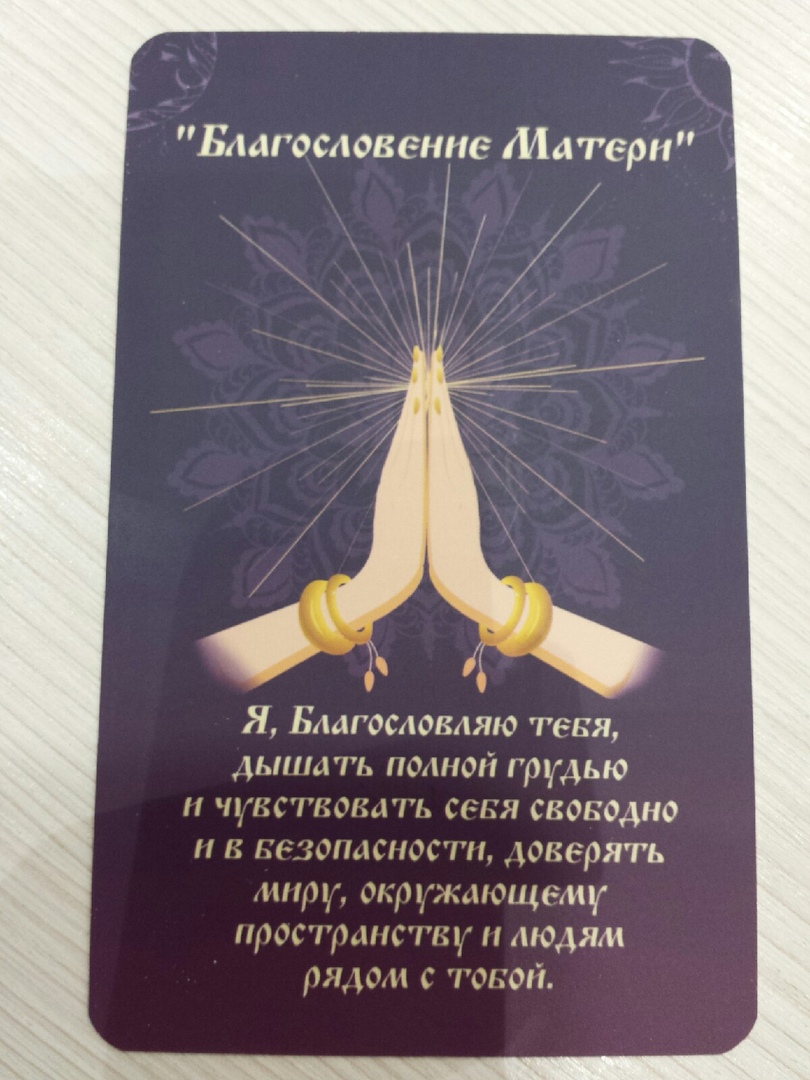 "Благословение Матери"
Я, Благословляю тебя,
дышать полной грудью
и чувствовать себя свободно
и в безопасности, доверять
миру, окружающему
пространству и людям
рядом с тобой.